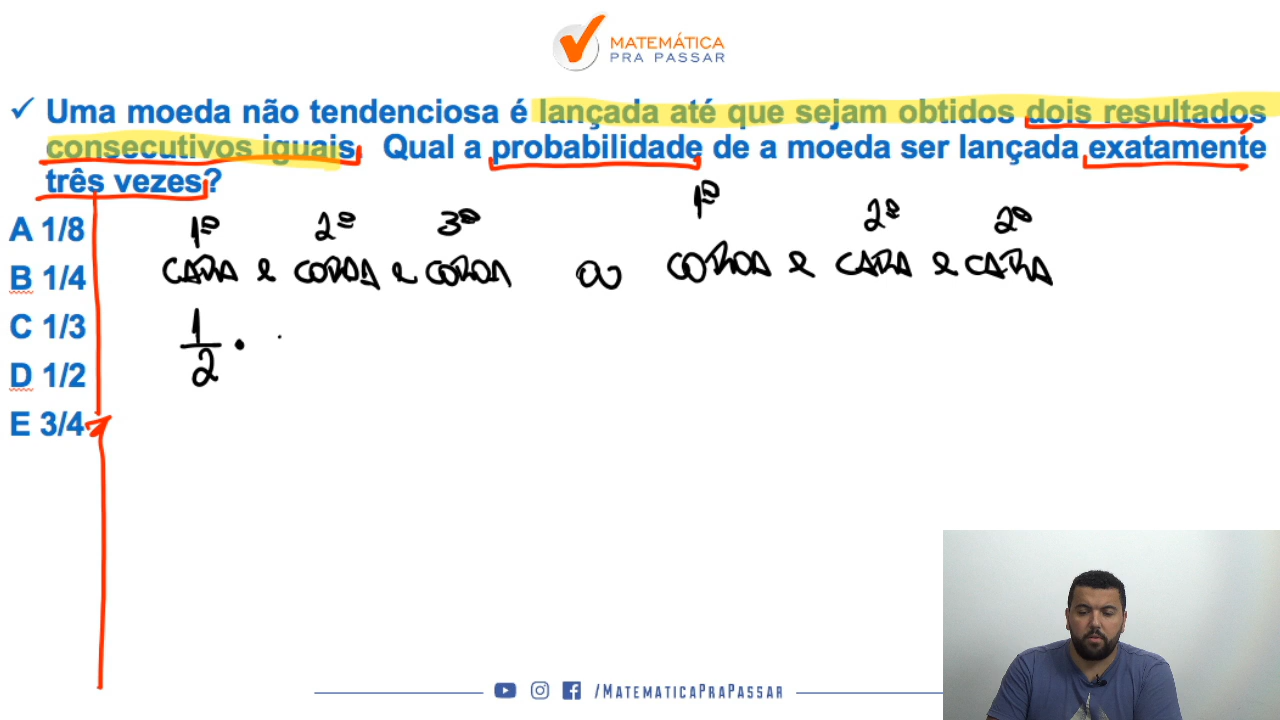 MATEMÁTICA
PRA PASSAR
✓ Uma moeda não tendenciosa é lançada até que sejam obtidos dois resultados
consecutivos iguais. Qual a probabilidade de a moeda ser lançada exatamente
três vezes?
A 1/8
B 1/4
C 1/3
D 1/2
E 3/4
1º 2º 3º 1º 2º 2º
CARA e COROA e COROA ou COROA e CARA e CARA
1/2 ·
/MATEMATICAPRAPASSAR